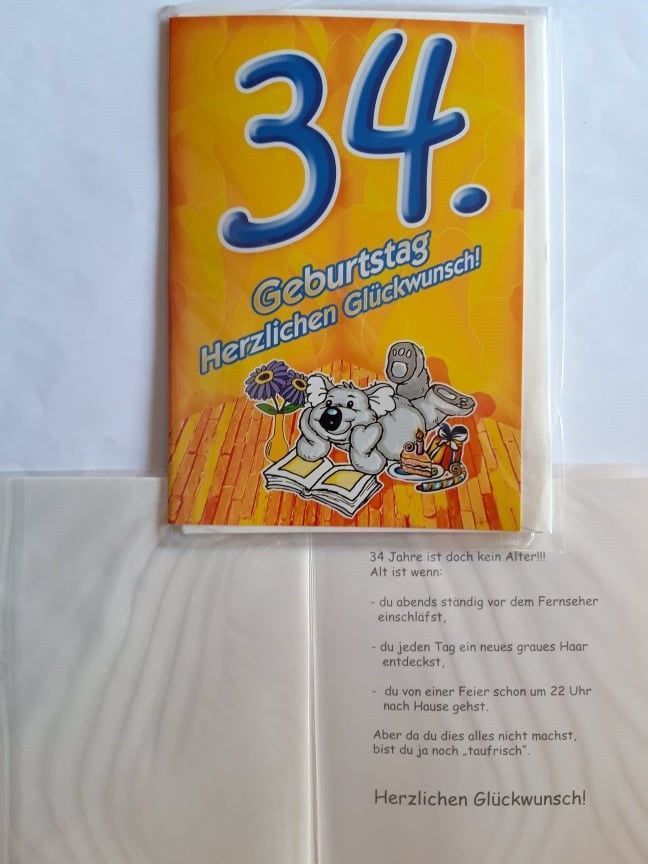 34.
Geburtstag
Herzlichen Glückwunsch!
34 Jahre ist doch kein Alter!!!
Alt ist wenn:
- du abends ständig vor dem Fernseher
einschläfst,
- du jeden Tag ein neues graues Haar
entdeckst,
- du von einer Feier schon um 22 Uhr
nach Hause gehst.
Aber da du dies alles nicht machst,
bist du ja noch „taufrisch“.
Herzlichen Glückwunsch!